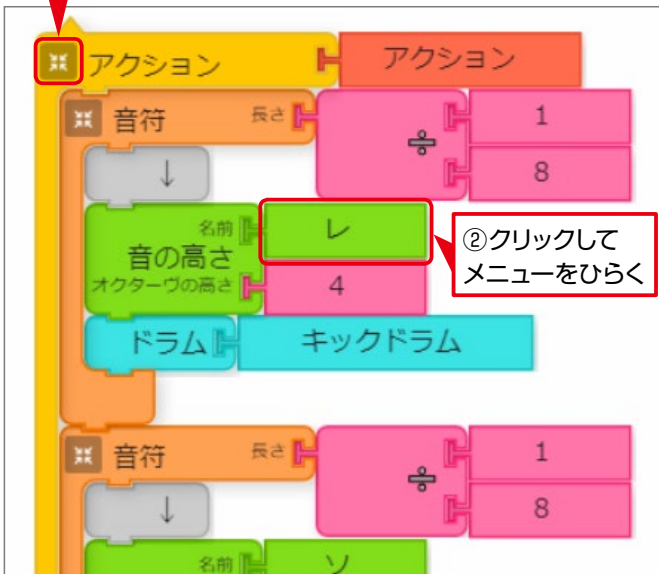 アクション アクション
音符 長さ 1
÷
↓ 8
名前 レ
②クリックして
メニューをひらく
音の高さ
オクターヴの高さ 4
ドラム キックドラム
音符 長さ 1
÷
↓ 8
名前 ソ